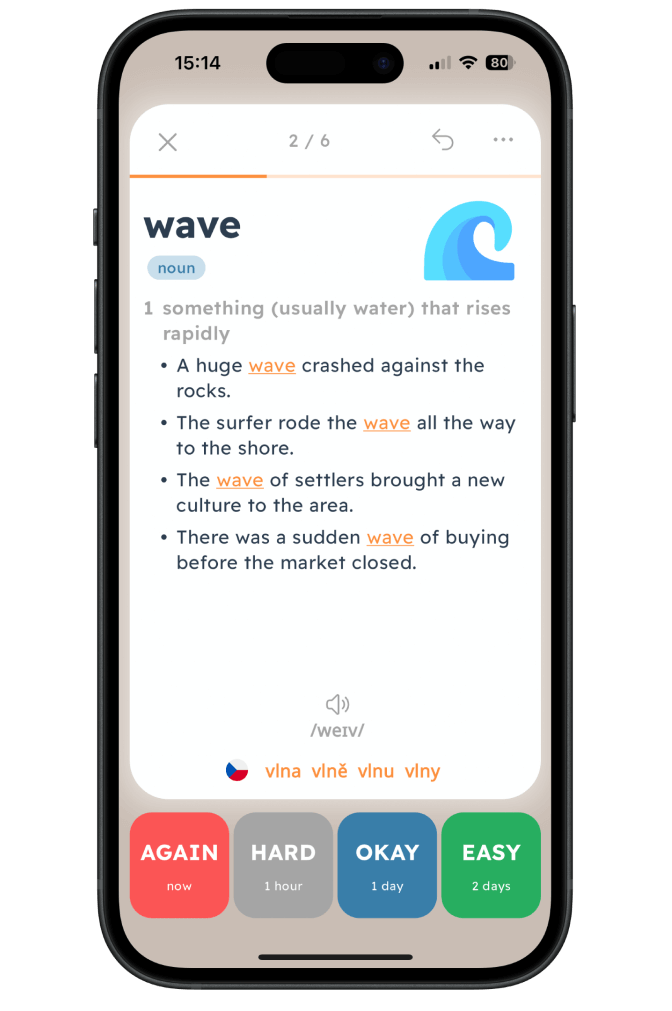 15:14
80
2 / 6
wave
noun
1 something (usually water) that rises
rapidly
• A huge wave crashed against the
rocks.
• The surfer rode the wave all the way
to the shore.
• The wave of settlers brought a new
culture to the area.
• There was a sudden wave of buying
before the market closed.
/weɪv/
vlna vlně vlnu vlny
AGAIN HARD OKAY EASY
now 1 hour 1 day 2 days